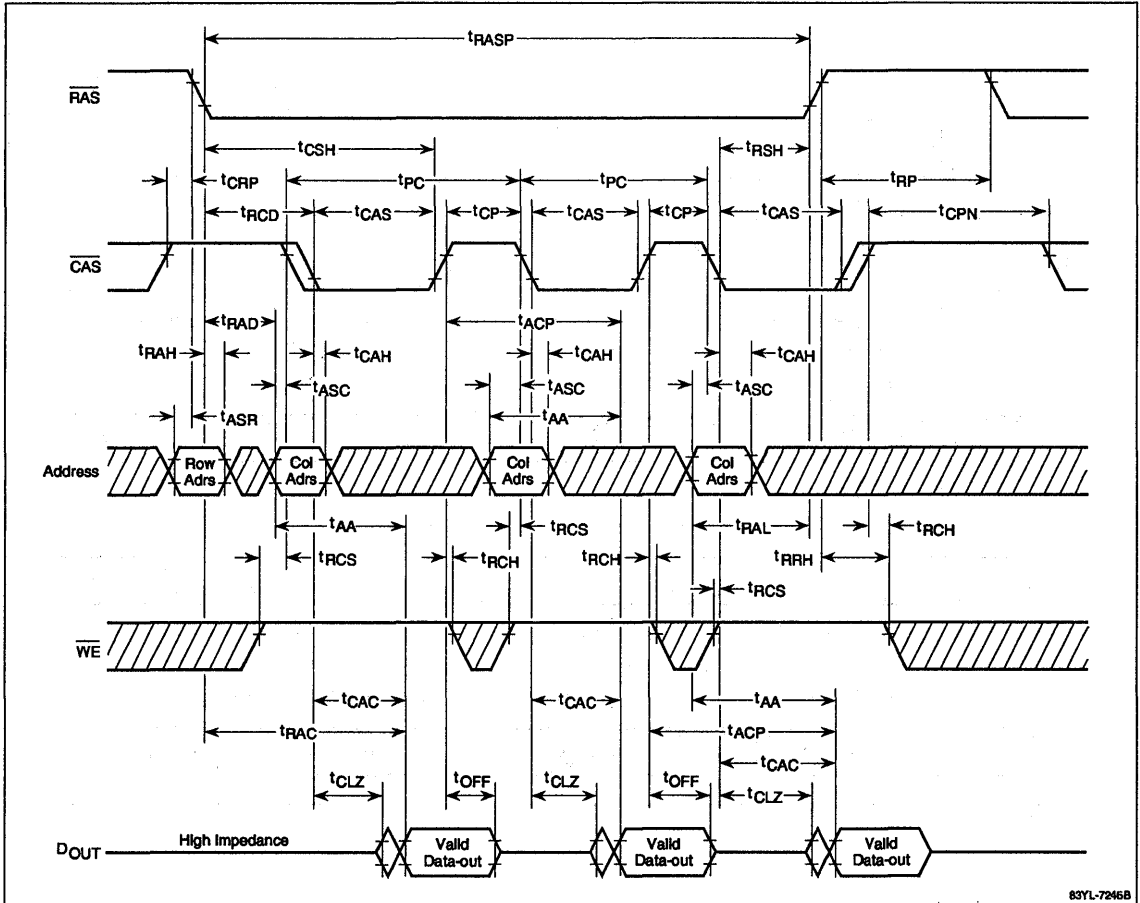 tRASP
RAS
tCSH
tRSH
tCRP
tPC
tPC
tRP
tRCD
tCAS
tCP
tCAS
tCP
tCAS
tCPN
CAS
tRAD
tACP
tRAH
tCAH
tCAH
tCAH
tASC
tASC
tASC
tASR
tAA
Address
Row Adrs
Col Adrs
Col Adrs
Col Adrs
tAA
tRCS
tRAL
tRCH
tRCS
tRCH
tRCH
tRRH
tRCS
WE
tCAC
tCAC
tAA
tRAC
tACP
tCAC
tCLZ
tOFF
tCLZ
tOFF
tCLZ
DOUT
High Impedance
Valid Data-out
Valid Data-out
Valid Data-out
83YL-7246B